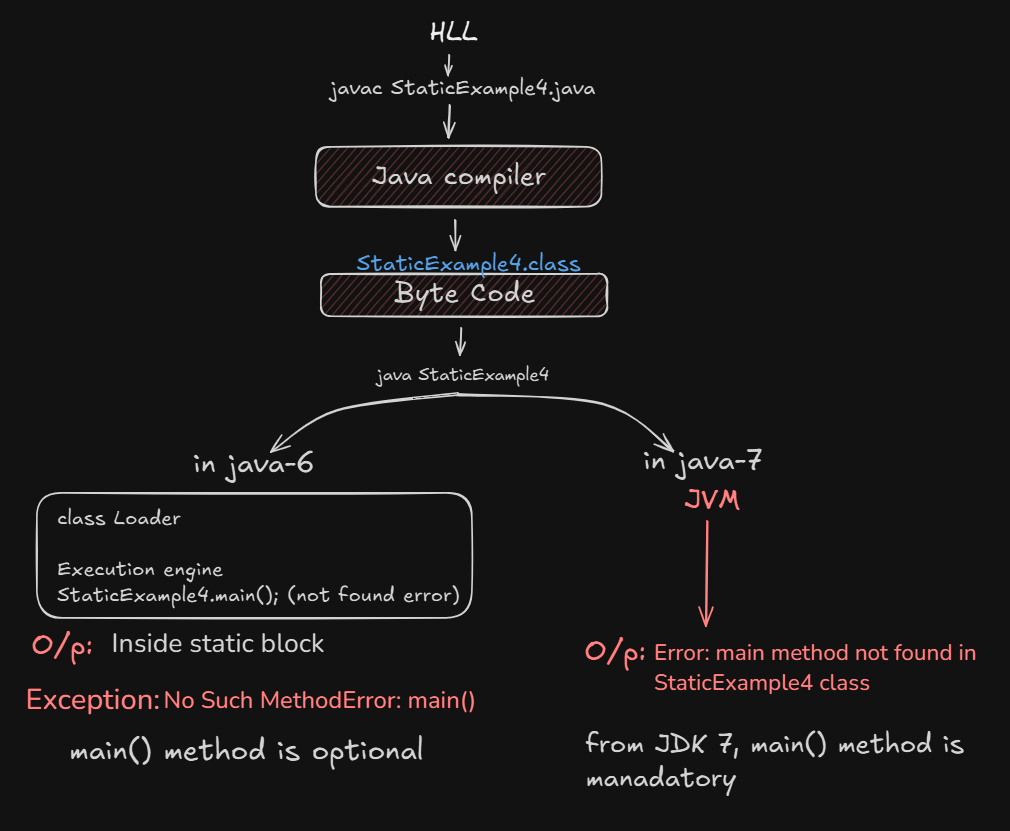 HLL
javac StaticExample4.java
Java compiler
StaticExample4.class
Byte Code
java StaticExample4
in java-6
class Loader
Execution engine
StaticExample4.main(); (not found error)
O/p: Inside static block
Exception: No Such MethodError: main()
main() method is optional
in java-7
JVM
O/p: Error: main method not found in
StaticExample4 class
from JDK 7, main() method is
manadatory